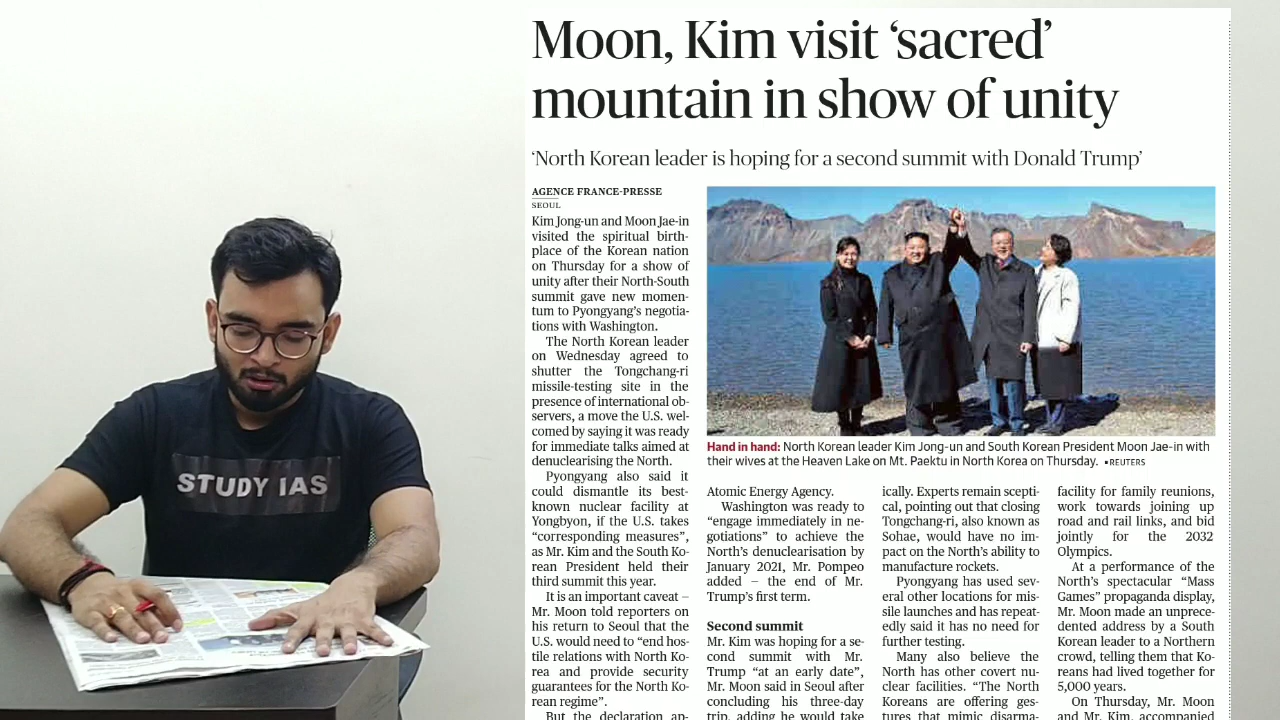 STUDY IAS
Moon, Kim visit ‘sacred’
mountain in show of unity
‘North Korean leader is hoping for a second summit with Donald Trump’
AGENCE FRANCE-PRESSE
SEOUL
Kim Jong-un and Moon Jae-in
visited the spiritual birth-
place of the Korean nation
on Thursday for a show of
unity after their North-South
summit gave new momen-
tum to Pyongyang’s negotia-
tions with Washington.
The North Korean leader
on Wednesday agreed to
shutter the Tongchang-ri
missile-testing site in the
presence of international ob-
servers, a move the U.S. wel-
comed by saying it was ready
for immediate talks aimed at
denuclearising the North.
Pyongyang also said it
could dismantle its best-
known nuclear facility at
Yongbyon, if the U.S. takes
“corresponding measures”,
as Mr. Kim and the South Ko-
rean President held their
third summit this year.
It is an important caveat –
Mr. Moon told reporters on
his return to Seoul that the
U.S. would need to “end hos-
tile relations with North Ko-
rea and provide security
guarantees for the North Ko-
rean regime”.
But the declaration ap-
Hand in hand: North Korean leader Kim Jong-un and South Korean President Moon Jae-in with
their wives at the Heaven Lake on Mt. Paektu in North Korea on Thursday. ▪REUTERS
Atomic Energy Agency.
Washington was ready to
“engage immediately in ne-
gotiations” to achieve the
North’s denuclearisation by
January 2021, Mr. Pompeo
added – the end of Mr.
Trump’s first term.
Second summit
Mr. Kim was hoping for a se-
cond summit with Mr.
Trump “at an early date”,
Mr. Moon said in Seoul after
concluding his three-day
trip, adding he would take
ically. Experts remain scepti-
cal, pointing out that closing
Tongchang-ri, also known as
Sohae, would have no im-
pact on the North’s ability to
manufacture rockets.
Pyongyang has used sev-
eral other locations for mis-
sile launches and has repeat-
edly said it has no need for
further testing.
Many also believe the
North has other covert nu-
clear facilities. “The North
Koreans are offering ges-
tures that mimic disarma-
facility for family reunions,
work towards joining up
road and rail links, and bid
jointly for the 2032
Olympics.
At a performance of the
North’s spectacular “Mass
Games” propaganda display,
Mr. Moon made an unprece-
dented address by a South
Korean leader to a Northern
crowd, telling them that Ko-
reans had lived together for
5,000 years.
On Thursday, Mr. Moon
and Mr. Kim, accompanied